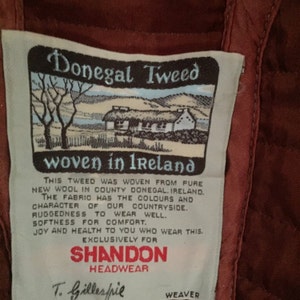 Donegal Tweed
woven in Ireland
THIS TWEED WAS WOVEN FROM PURE
NEW WOOL IN COUNTY DONEGAL, IRELAND.
THE FABRIC HAS THE COLOURS AND
CHARACTER OF OUR COUNTRYSIDE.
RUGGEDNESS TO WEAR WELL.
SOFTNESS FOR COMFORT.
JOY AND HEALTH TO YOU WHO WEAR THIS.
EXCLUSIVELY FOR
SHANDON
HEADWEAR
T. Gillespie
WEAVER